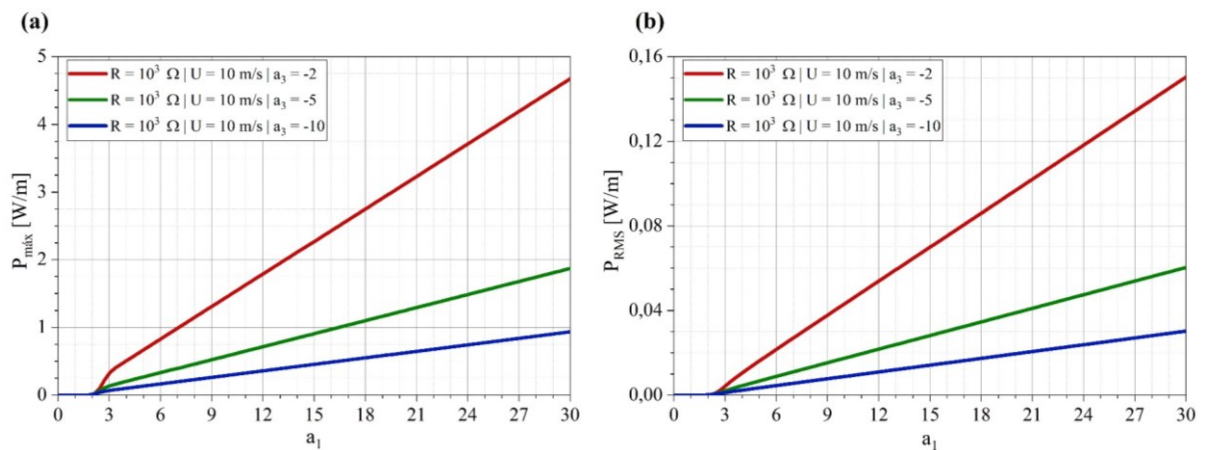 (a)
R = 10³ Ω | U = 10 m/s | a₃ = -2
R = 10³ Ω | U = 10 m/s | a₃ = -5
R = 10³ Ω | U = 10 m/s | a₃ = -10
Pmáx [W/m]
5
4
3
2
1
0
0 3 6 9 12 15 18 21 24 27 30
a₁
(b)
R = 10³ Ω | U = 10 m/s | a₃ = -2
R = 10³ Ω | U = 10 m/s | a₃ = -5
R = 10³ Ω | U = 10 m/s | a₃ = -10
PRMS [W/m]
0,16
0,12
0,08
0,04
0,00
0 3 6 9 12 15 18 21 24 27 30
a₁